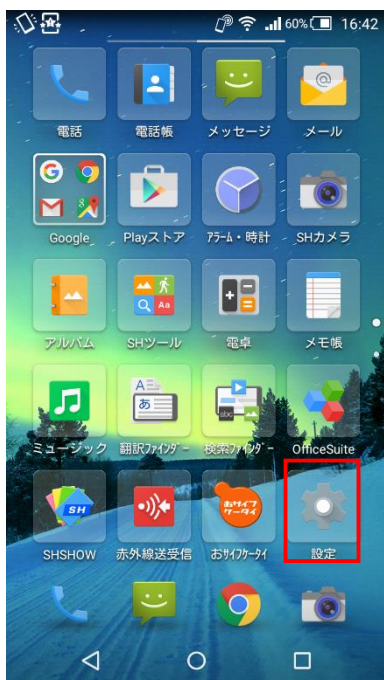 60% 16:42
電話 電話帳 メッセージ メール
Google Playストア アラーム・時計 SHカメラ
アルバム SHツール 電卓 メモ帳
ミュージック 翻訳ファインダー 検索ファインダー OfficeSuite
SHSHOW 赤外線送受信 おサイフケータイ 設定
@
G
Aa
A
あ
abc
SH
おサイフ
ケータイ